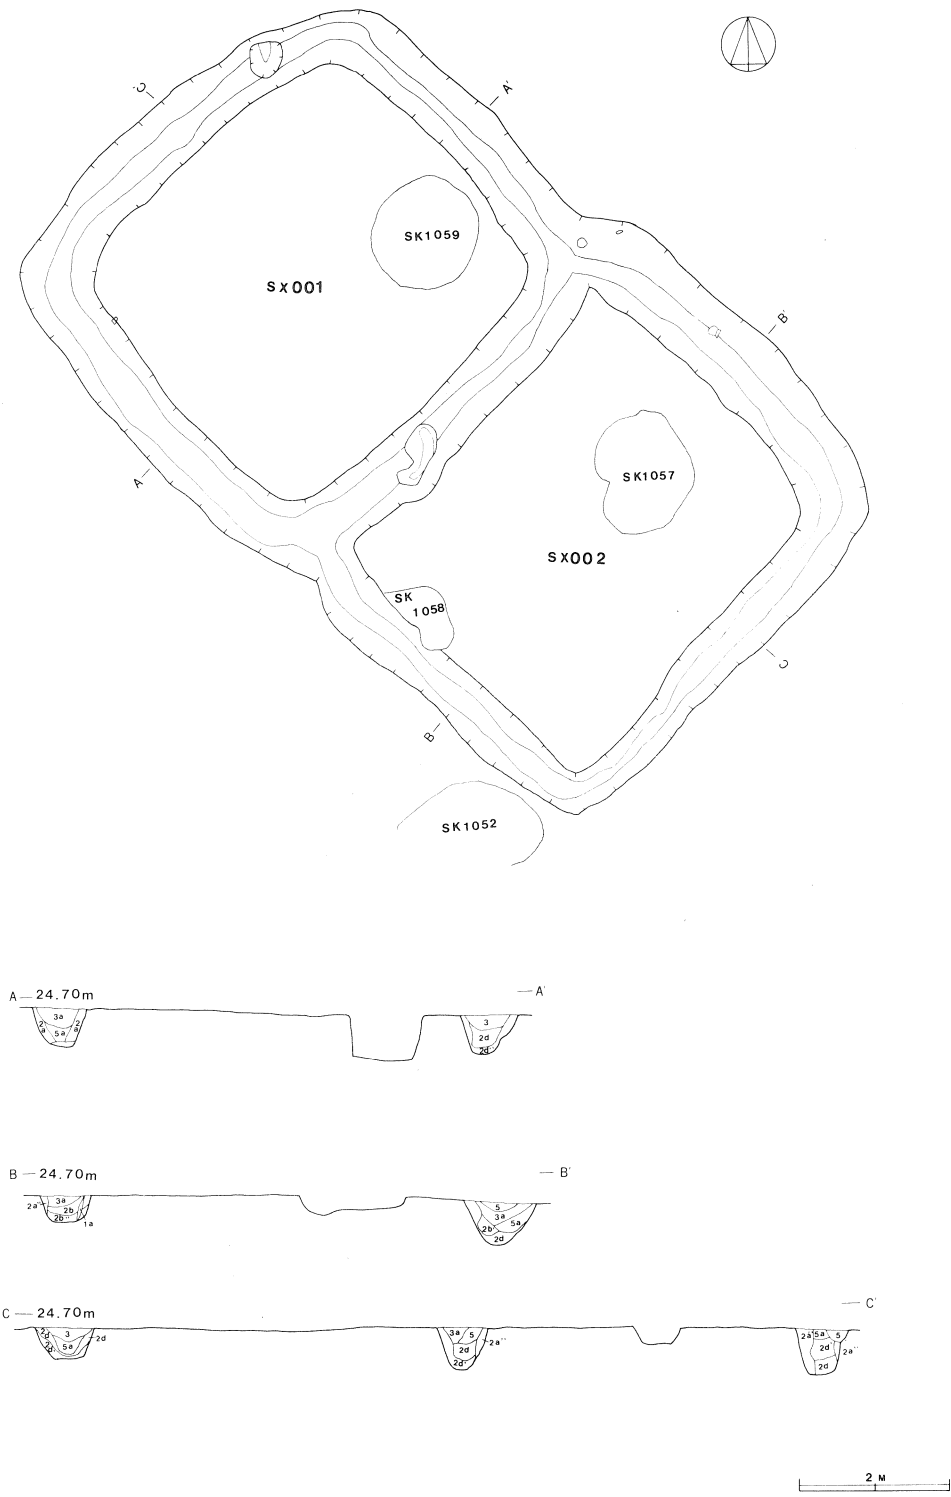 C'
A'
SK1059
SX001
B'
A
SK1057
SX002
SK
1058
C
B
SK1052
A 24.70m A'
3a 2a 2a 5a 3 2d 2d'
B 24.70m B'
2a'' 3a 2b 2b'' 1a 5 3a 5a 2b' 2d
C 24.70m C'
2d 3 2d 5a 2d' 3a 5 2a'' 2d 2d' 2a' 5a 5 2d' 2a'' 2d
2 M